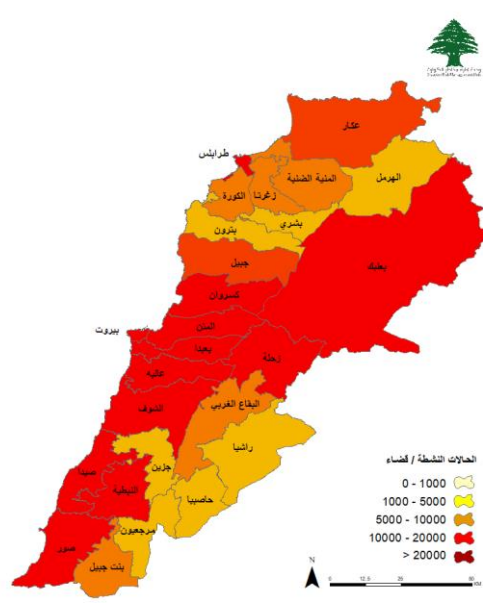 عكار
طرابلس
المنية الضنية
الهرمل
زغرتا
الكورة
بشري
بترون
بعلبك
جبيل
كسروان
المتن
بيروت
بعبدا
زحلة
عاليه
الشوف
البقاع الغربي
راشيا
جزين
صيدا
النبطية
حاصبيا
مرجعيون
صور
بنت جبيل
الحالات النشطة / قضاء
0 - 1000
1000 - 5000
5000 - 10000
10000 - 20000
> 20000
N
0 12.5 25 50
KM